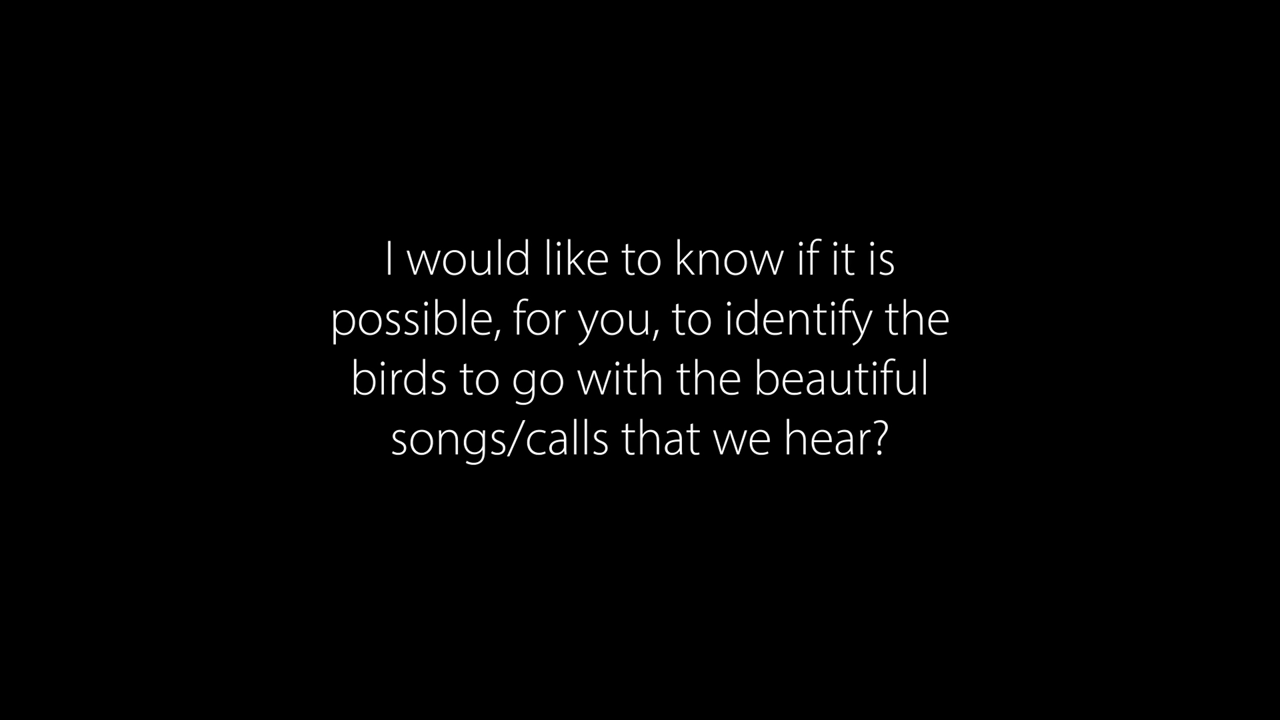 I would like to know if it is
possible, for you, to identify the
birds to go with the beautiful
songs/calls that we hear?